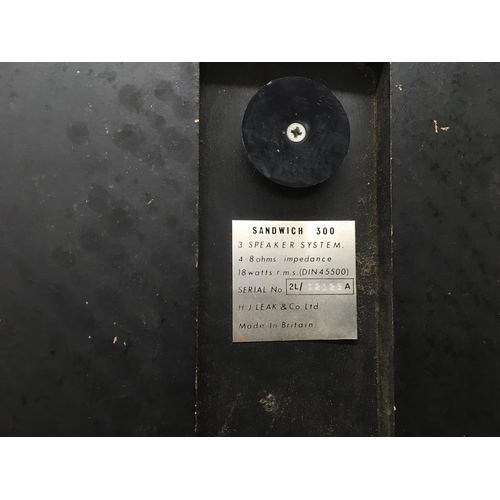 SANDWICH 300
3 SPEAKER SYSTEM.
4-8 ohms impedance
18 watts r.m.s. (DIN 45500)
SERIAL No 2L/ A
H J LEAK & Co Ltd
Made In Britain